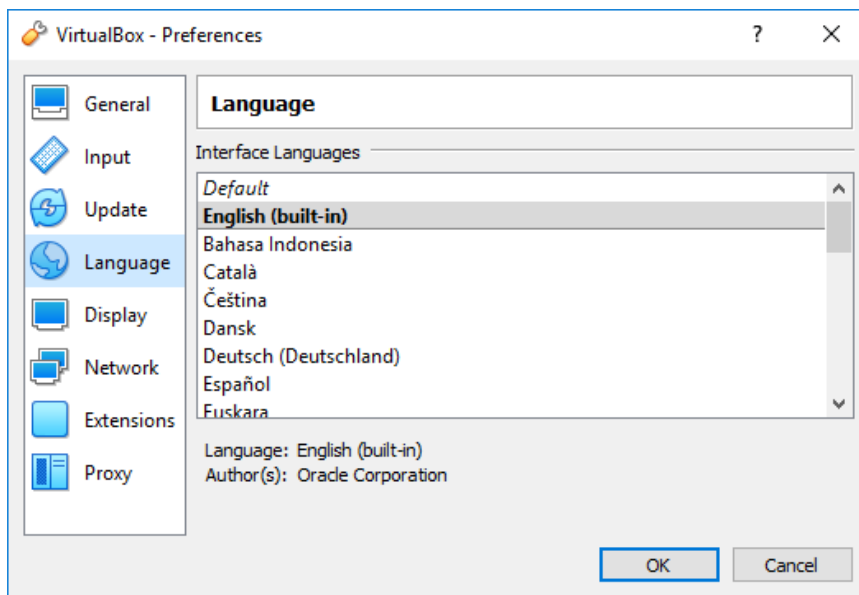 VirtualBox - Preferences
?
General
Input
Update
Language
Display
Network
Extensions
Proxy
Language
Interface Languages
Default
English (built-in)
Bahasa Indonesia
Català
Čeština
Dansk
Deutsch (Deutschland)
Español
Euskara
Language: English (built-in)
Author(s): Oracle Corporation
OK
Cancel